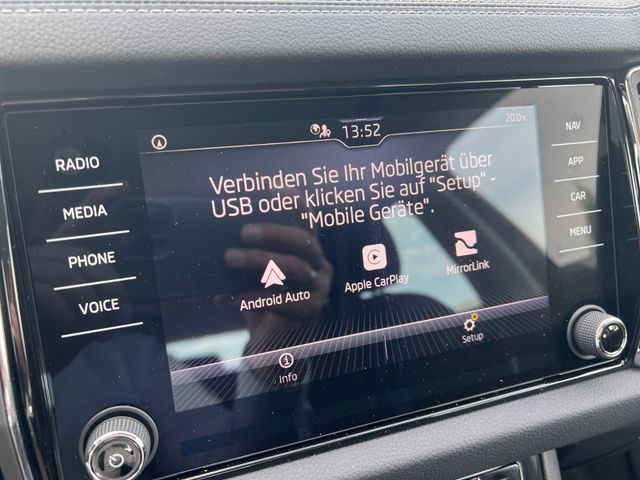 13:52
20.0°C
RADIO
MEDIA
PHONE
VOICE
Verbinden Sie Ihr Mobilgerät über
USB oder klicken Sie auf "Setup" -
"Mobile Geräte".
Android Auto
Apple CarPlay
MirrorLink
Info
Setup
NAV
APP
CAR
MENU